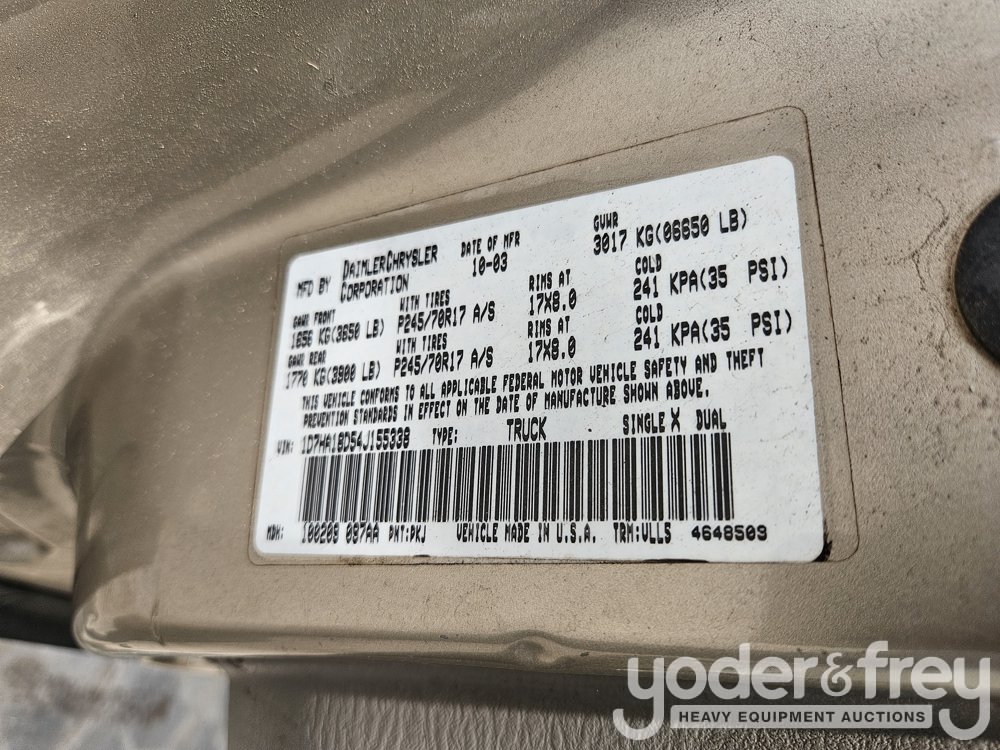 MFD BY DAIMLERCHRYSLER CORPORATION DATE OF MFR 10-03 GVWR 3017 KG(06650 LB)
GAWR FRONT WITH TIRES RIMS AT COLD
1656 KG(3650 LB) P245/70R17 A/S 17X8.0 241 KPA(35 PSI)
GAWR REAR WITH TIRES RIMS AT COLD
1770 KG(3900 LB) P245/70R17 A/S 17X8.0 241 KPA(35 PSI)
THIS VEHICLE CONFORMS TO ALL APPLICABLE FEDERAL MOTOR VEHICLE SAFETY AND THEFT
PREVENTION STANDARDS IN EFFECT ON THE DATE OF MANUFACTURE SHOWN ABOVE.
VIN: 1D7HA18D54J155338 TYPE: TRUCK SINGLE X DUAL
MDH: 100209 097AA PNT:PKJ VEHICLE MADE IN U.S.A. TRM:VLL5 4648509
yoder&frey
HEAVY EQUIPMENT AUCTIONS